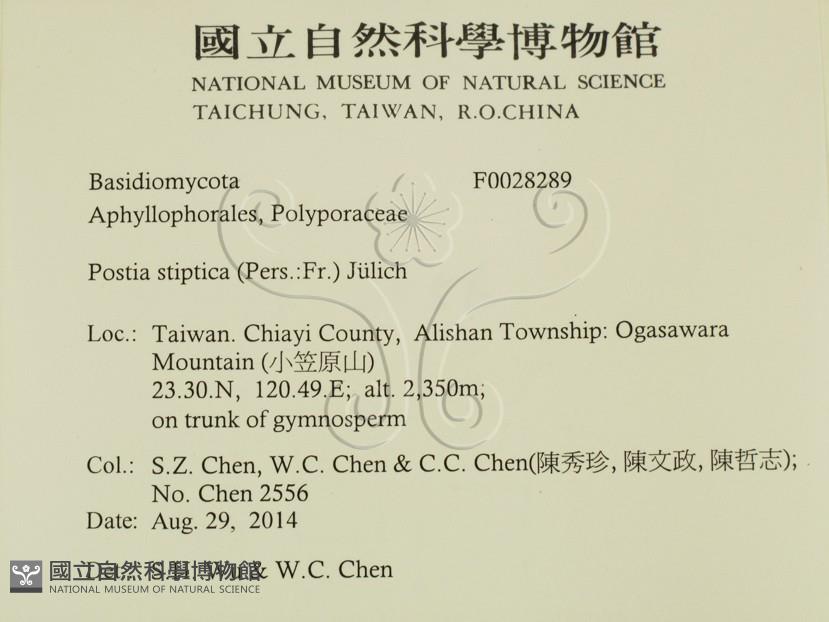 國立自然科學博物館
NATIONAL MUSEUM OF NATURAL SCIENCE
TAICHUNG, TAIWAN, R.O.CHINA
Basidiomycota F0028289
Aphyllophorales, Polyporaceae
Postia stiptica (Pers.:Fr.) Jülich
Loc.: Taiwan. Chiayi County, Alishan Township: Ogasawara
Mountain (小笠原山)
23.30.N, 120.49.E; alt. 2,350m;
on trunk of gymnosperm
Col.: S.Z. Chen, W.C. Chen & C.C. Chen(陳秀珍, 陳文政, 陳哲志);
No. Chen 2556
Date: Aug. 29, 2014
& W.C. Chen
國立自然科學博物館
NATIONAL MUSEUM OF NATURAL SCIENCE